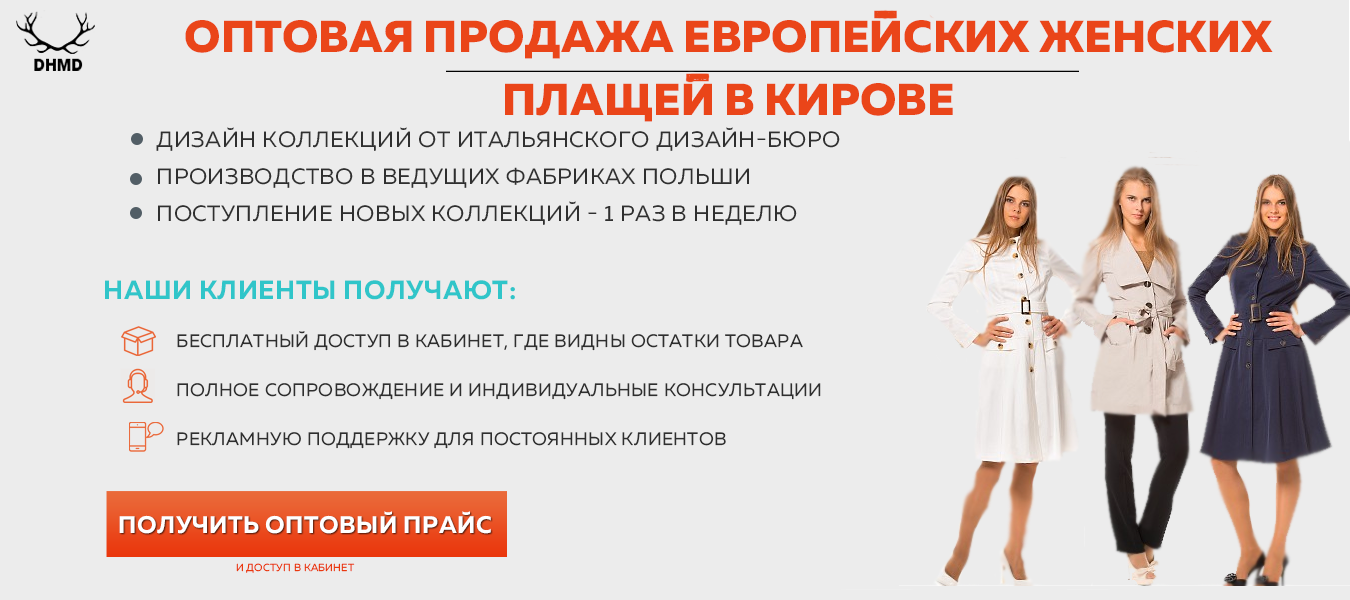 DHMD
ОПТОВАЯ ПРОДАЖА ЕВРОПЕЙСКИХ ЖЕНСКИХ
ПЛАЩЕЙ В КИРОВЕ
ДИЗАЙН КОЛЛЕКЦИЙ ОТ ИТАЛЬЯНСКОГО ДИЗАЙН-БЮРО
ПРОИЗВОДСТВО В ВЕДУЩИХ ФАБРИКАХ ПОЛЬШИ
ПОСТУПЛЕНИЕ НОВЫХ КОЛЛЕКЦИЙ - 1 РАЗ В НЕДЕЛЮ
НАШИ КЛИЕНТЫ ПОЛУЧАЮТ:
БЕСПЛАТНЫЙ ДОСТУП В КАБИНЕТ, ГДЕ ВИДНЫ ОСТАТКИ ТОВАРА
ПОЛНОЕ СОПРОВОЖДЕНИЕ И ИНДИВИДУАЛЬНЫЕ КОНСУЛЬТАЦИИ
РЕКЛАМНУЮ ПОДДЕРЖКУ ДЛЯ ПОСТОЯННЫХ КЛИЕНТОВ
ПОЛУЧИТЬ ОПТОВЫЙ ПРАЙС
И ДОСТУП В КАБИНЕТ